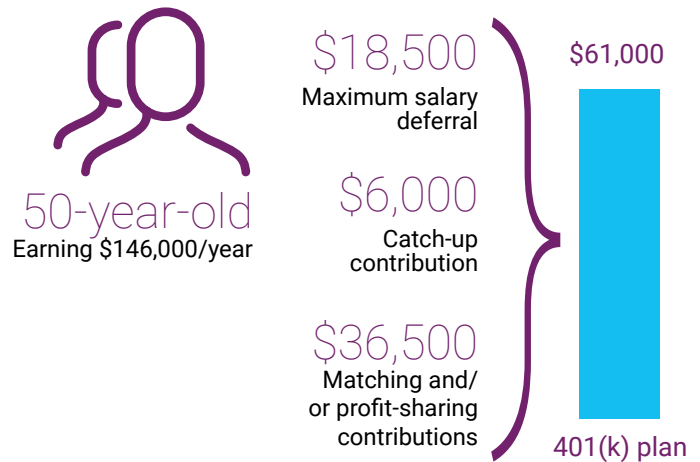 50-year-old
Earning $146,000/year
$18,500
Maximum salary
deferral
$6,000
Catch-up
contribution
$36,500
Matching and/
or profit-sharing
contributions
$61,000
401(k) plan